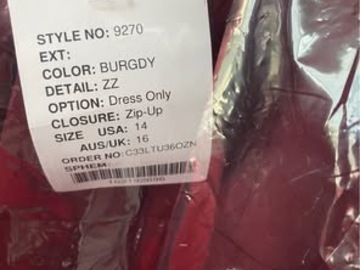 STYLE NO: 9270
EXT:
COLOR: BURGDY
DETAIL: ZZ
OPTION: Dress Only
CLOSURE: Zip-Up
SIZE USA: 14
AUS/UK: 16
ORDER NO: C33LTU36OZN
SPHEM: